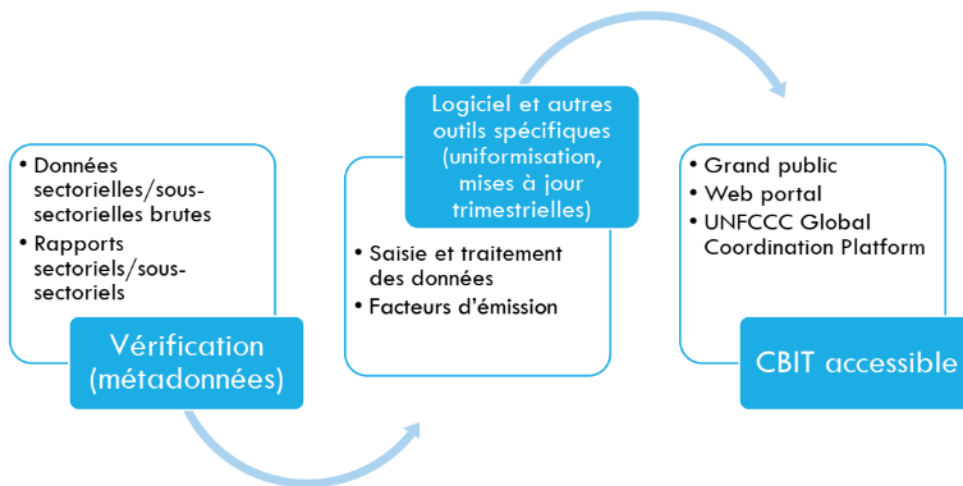 • Données
sectorielles/sous-
sectorielles brutes
• Rapports
sectoriels/sous-
sectoriels
Vérification
(métadonnées)
Logiciel et autres
outils spécifiques
(uniformisation,
mises à jour
trimestrielles)
• Saisie et traitement
des données
• Facteurs d'émission
• Grand public
• Web portal
• UNFCCC Global
Coordination Platform
CBIT accessible